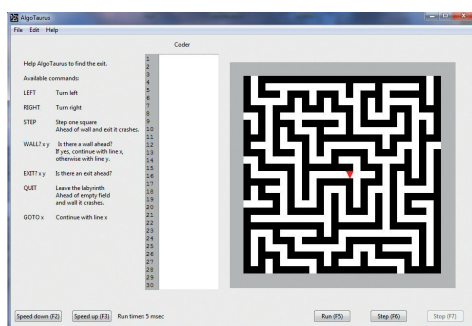 AlgoTaurus
File Edit Help
Coder
Help AlgoTaurus to find the exit.
Available commands:
LEFT Turn left
RIGHT Turn right
STEP Step one square
Ahead of wall and exit it crashes.
WALL? x y Is there a wall ahead?
If yes, continue with line x,
otherwise with line y.
EXIT? x y Is there an exit ahead?
QUIT Leave the labyrinth
Ahead of empty field
and wall it crashes.
GOTO x Continue with line x
1
2
3
4
5
6
7
8
9
10
11
12
13
14
15
16
17
18
19
20
21
22
23
24
25
26
27
28
29
30
Speed down (F2) Speed up (F3) Run timer: 5 msec Run (F5) Step (F6) Stop (F7)